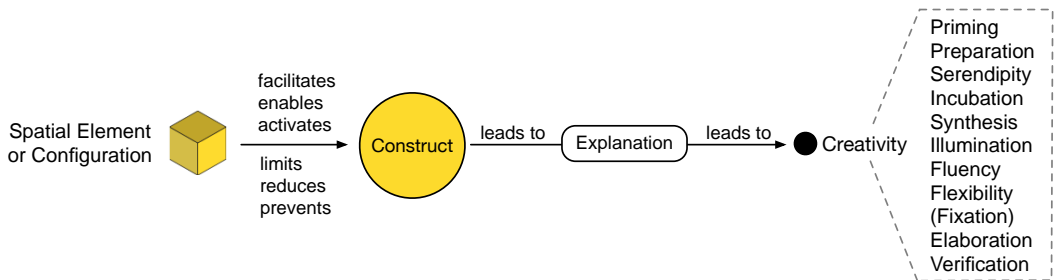 Spatial Element
or Configuration
facilitates
enables
activates
limits
reduces
prevents
Construct
leads to
Explanation
leads to
Creativity
Priming
Preparation
Serendipity
Incubation
Synthesis
Illumination
Fluency
Flexibility
(Fixation)
Elaboration
Verification